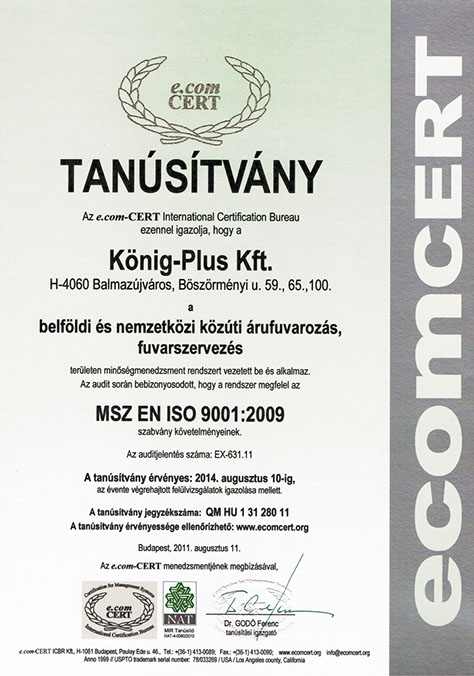 e.com
CERT
TANÚSÍTVÁNY
Az e.com-CERT International Certification Bureau
ezennel igazolja, hogy a
König-Plus Kft.
H-4060 Balmazújváros, Böszörményi u. 59., 65.,100.
a
belföldi és nemzetközi közúti árufuvarozás,
fuvarszervezés
területen minőségmenedzsment rendszert vezetett be és alkalmaz.
Az audit során bebizonyosodott, hogy a rendszer megfelel az
MSZ EN ISO 9001:2009
szabvány követelményeinek.
Az auditjelentés száma: EX-631.11
A tanúsítvány érvényes: 2014. augusztus 10-ig,
az évente végrehajtott felülvizsgálatok igazolása mellett.
A tanúsítvány jegyzékszáma: QM HU 1 31 280 11
A tanúsítvány érvényessége ellenőrizhető: www.ecomcert.org
Budapest, 2011. augusztus 11.
Az e.com-CERT menedzsmentjének megbízásával,
Certification for Management Systems
e.com
CERT
International Certification Bureau
NAT
MIR Tanúsító
Dr. GODÓ Ferenc
tanúsítási igazgató
e.com-CERT ICBR Kft., H-1061 Budapest, Paulay Ede u. 46., Tel.: +(36-1) 413-0089; Fax: +(36-1) 413-0090; www.ecomcert.org info@ecomcert.org
Anno 1999 // USPTO trademark serial number: 78/033269 / USA / Los Angeles county, California
ecomCERT